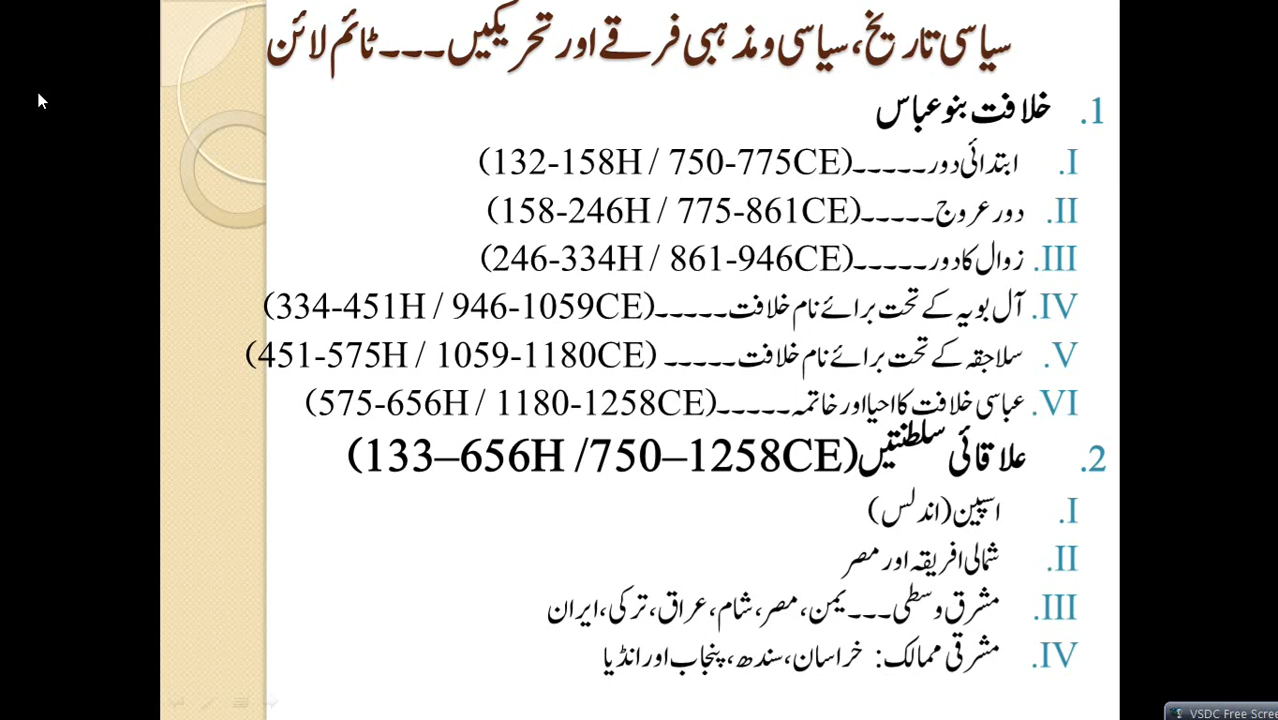 سیاسی تاریخ، سیاسی و مذہبی فرقے اور تحریکیں۔۔۔ ٹائم لائن
1. خلافت بنو عباس
I. ابتدائی دور۔۔۔۔۔(132-158H / 750-775CE)
II. دور عروج۔۔۔۔۔(158-246H / 775-861CE)
III. زوال کا دور۔۔۔۔۔(246-334H / 861-946CE)
IV. آل بویہ کے تحت برائے نام خلافت۔۔۔۔۔(334-451H / 946-1059CE)
V. سلاجقہ کے تحت برائے نام خلافت۔۔۔۔۔ (451-575H / 1059-1180CE)
VI. عباسی خلافت کا احیا اور خاتمہ۔۔۔۔۔(575-656H / 1180-1258CE)
2. علاقائی سلطنتیں(133–656H /750–1258CE)
I. اسپین(اندلس)
II. شمالی افریقہ اور مصر
III. مشرق وسطی۔۔۔ یمن، مصر، شام، عراق، ترکی، ایران
IV. مشرقی ممالک: خراسان، سندھ، پنجاب اور انڈیا
VSDC Free Scree